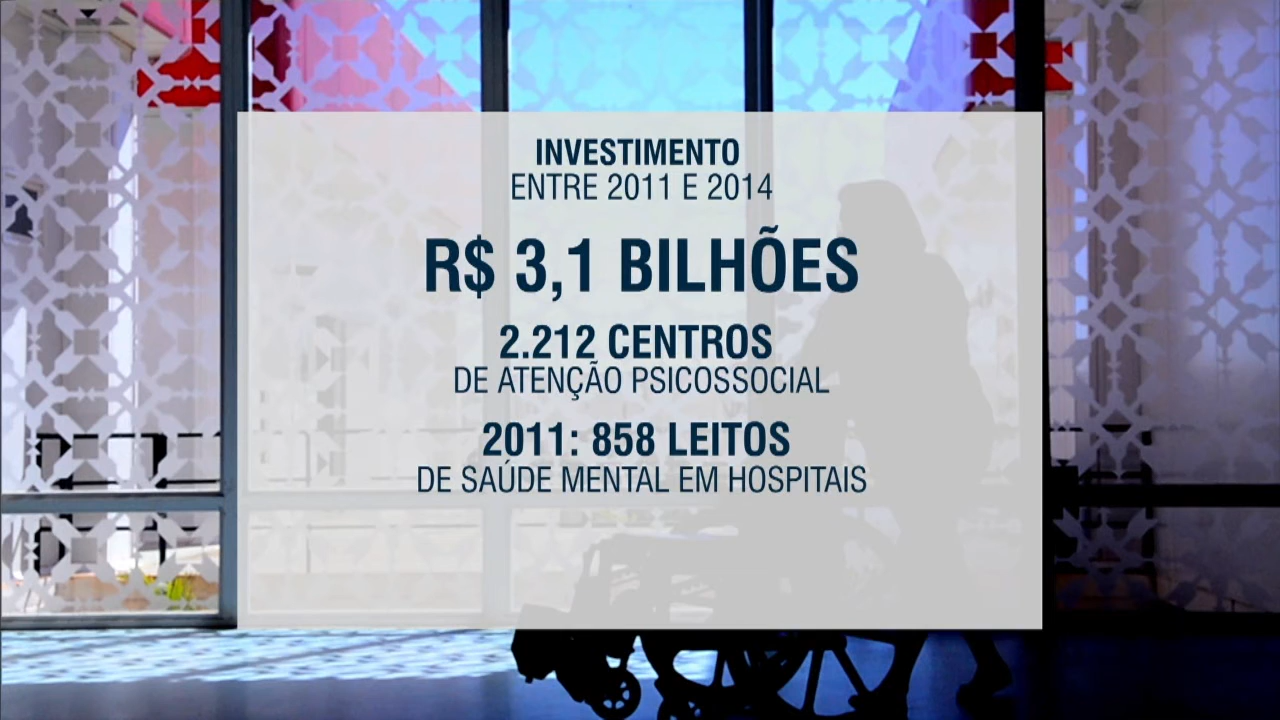 INVESTIMENTO
ENTRE 2011 E 2014
R$ 3,1 BILHÕES
2.212 CENTROS
DE ATENÇÃO PSICOSSOCIAL
2011: 858 LEITOS
DE SAÚDE MENTAL EM HOSPITAIS